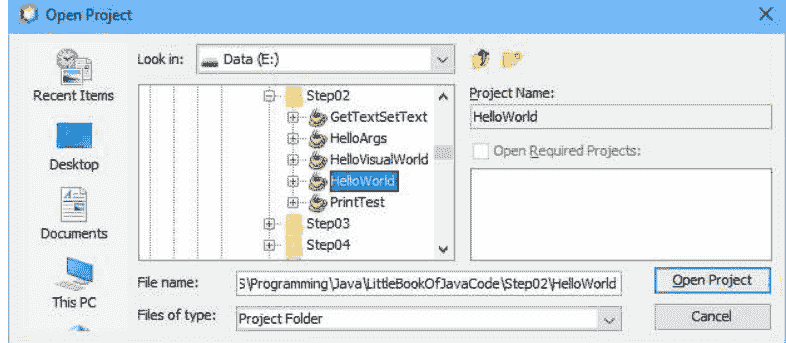 Open Project
Look in:
Data (E:)
Recent Items
Desktop
Documents
This PC
Step02
GetTextSetText
HelloArgs
HelloVisualWorld
HelloWorld
PrintTest
Step03
Step04
Project Name:
HelloWorld
Open Required Projects:
File name:
S\Programming\Java\LittleBookOfJavaCode\Step02\HelloWorld
Open Project
Files of type:
Project Folder
Cancel